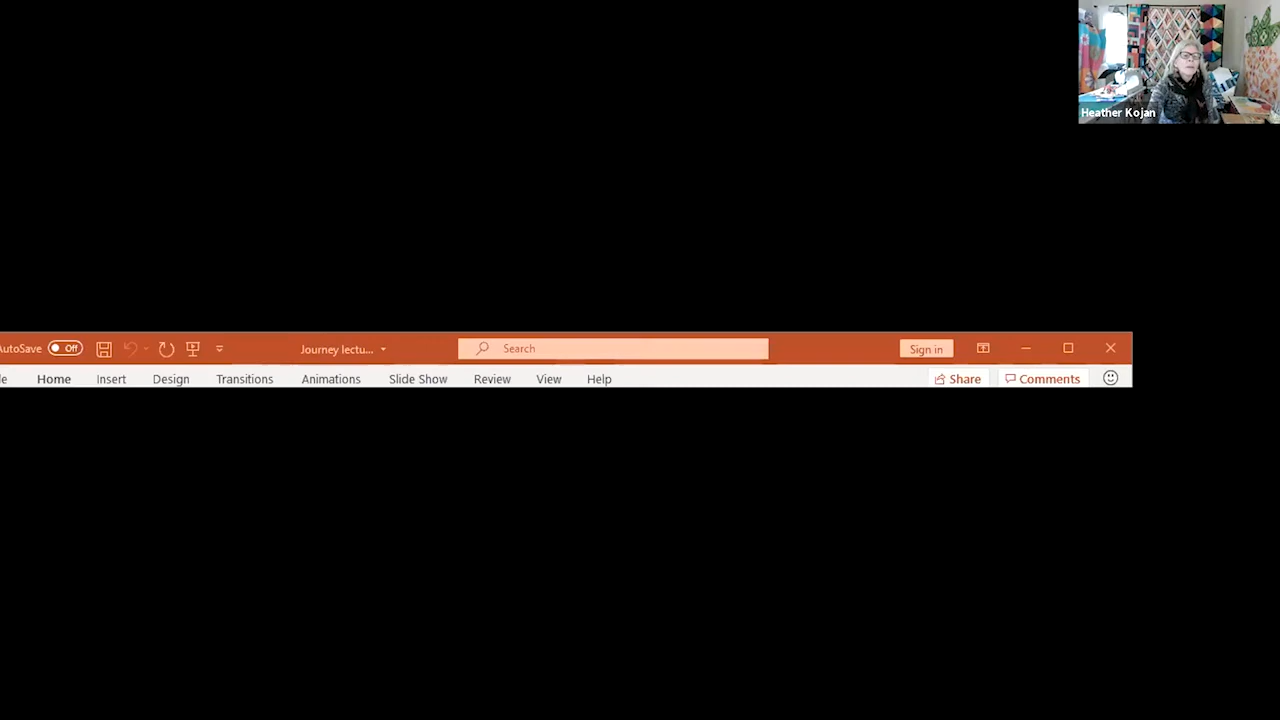 Heather Kojan
AutoSave Off Journey lectu... Search Sign in
le Home Insert Design Transitions Animations Slide Show Review View Help Share Comments